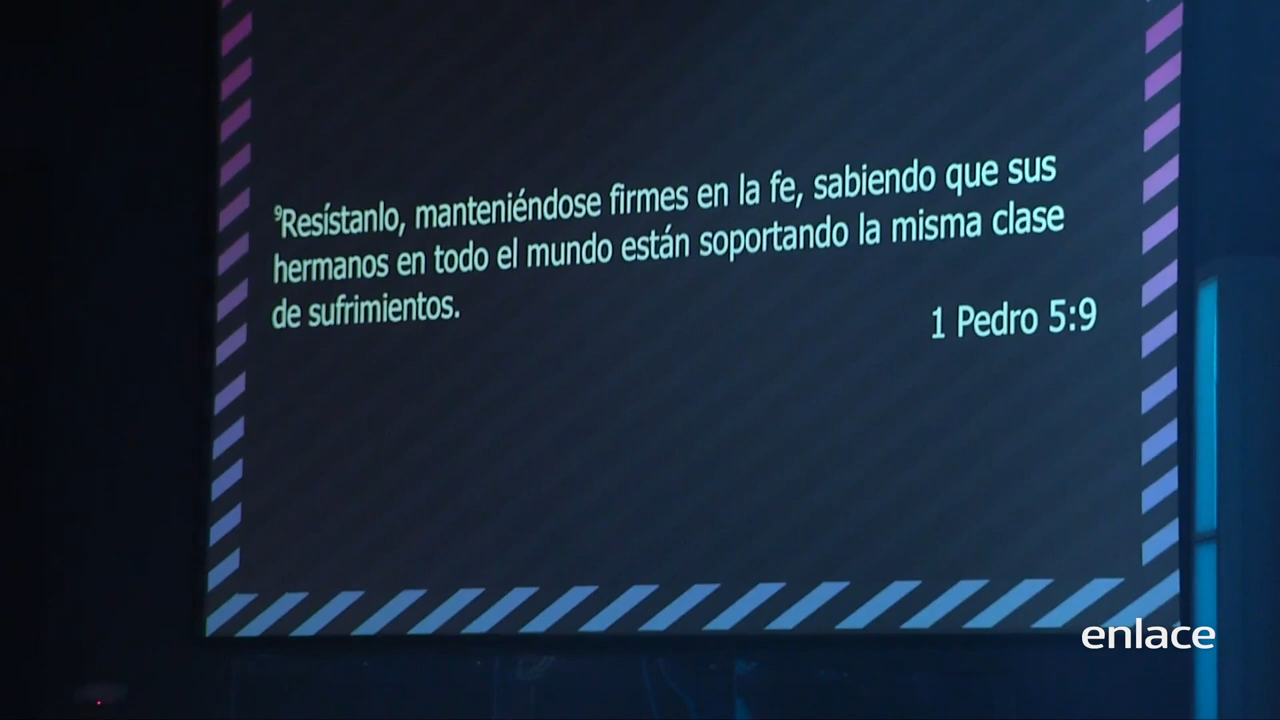 ⁹Resístanlo, manteniéndose firmes en la fe, sabiendo que sus
hermanos en todo el mundo están soportando la misma clase
de sufrimientos.
1 Pedro 5:9
enlace